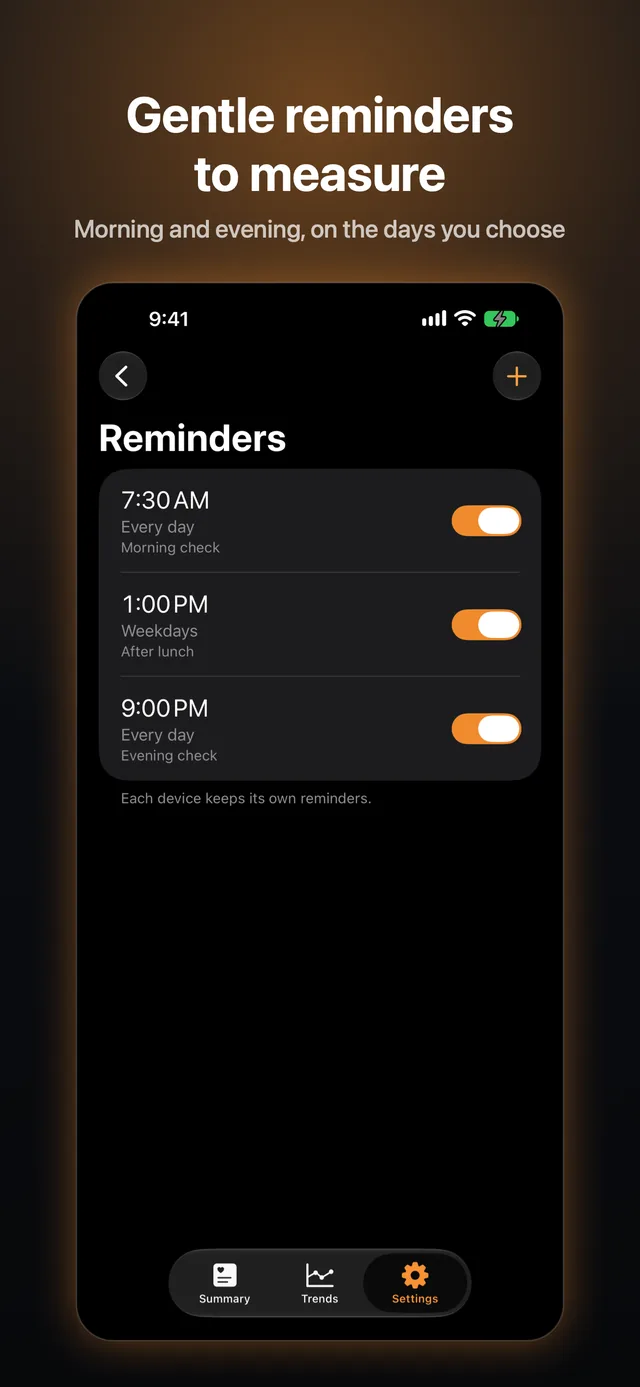 Gentle reminders
to measure
Morning and evening, on the days you choose
9:41
Reminders
7:30 AM
Every day
Morning check
1:00 PM
Weekdays
After lunch
9:00 PM
Every day
Evening check
Each device keeps its own reminders.
Summary
Trends
Settings